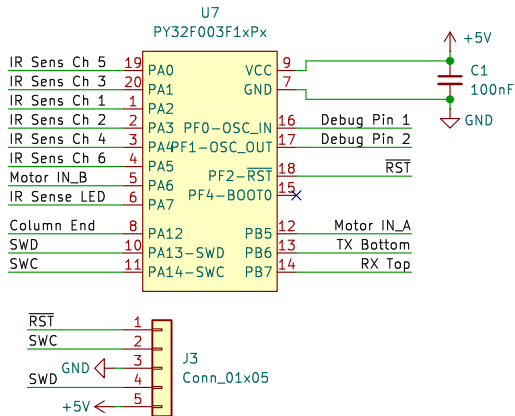 U7
PY32F003F1xPx
IR Sens Ch 5 19 PA0 VCC 9 +5V
IR Sens Ch 3 20 PA1 GND 7 C1
100nF
IR Sens Ch 1 1 PA2 GND
IR Sens Ch 2 2 PA3 PF0-OSC_IN 16 Debug Pin 1
IR Sens Ch 4 3 PA4 PF1-OSC_OUT 17 Debug Pin 2
IR Sens Ch 6 4 PA5 PF2-RST 18 RST
Motor IN_B 5 PA6 PF4-BOOT0 15
IR Sense LED 6 PA7
Column End 8 PA12 PB5 12 Motor IN_A
SWD 10 PA13-SWD PB6 13 TX Bottom
SWC 11 PA14-SWC PB7 14 RX Top
RST 1
SWC 2
GND 3 J3
SWD 4 Conn_01x05
+5V 5